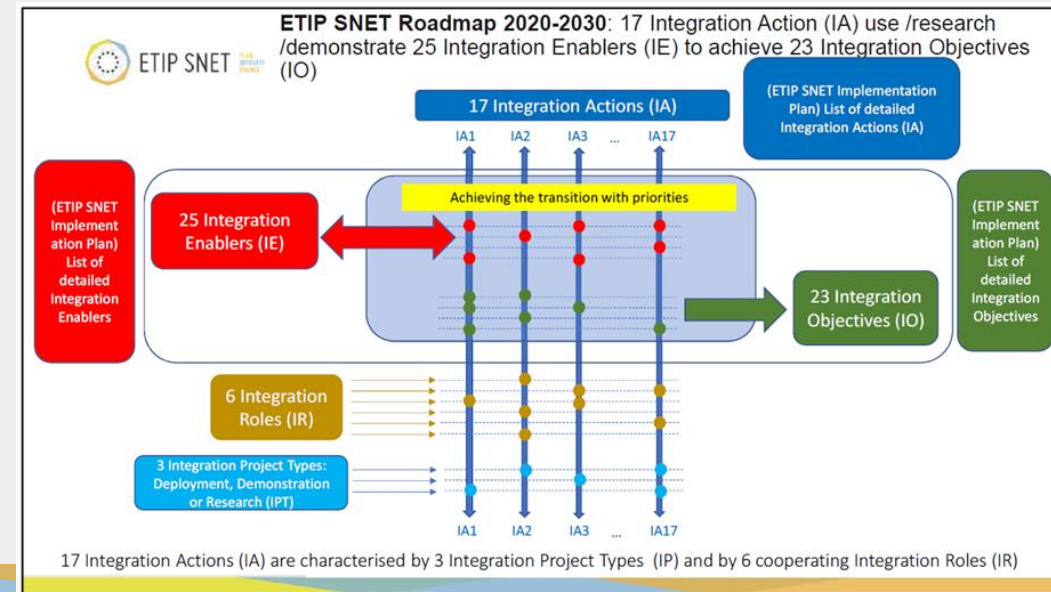 ETIP SNET
PLAN
INNOVATE
ENGAGE
ETIP SNET Roadmap 2020-2030: 17 Integration Action (IA) use /research
/demonstrate 25 Integration Enablers (IE) to achieve 23 Integration Objectives
(IO)
17 Integration Actions (IA)
(ETIP SNET Implementation
Plan) List of detailed
Integration Actions (IA)
IA1 IA2 IA3 ... IA17
(ETIP SNET
Implement
ation Plan)
List of
detailed
Integration
Enablers
25 Integration
Enablers (IE)
Achieving the transition with priorities
23 Integration
Objectives (IO)
(ETIP SNET
Implement
ation Plan)
List of
detailed
Integration
Objectives
6 Integration
Roles (IR)
3 Integration Project Types:
Deployment, Demonstration
or Research (IPT)
IA1 IA2 IA3 ... IA17
17 Integration Actions (IA) are characterised by 3 Integration Project Types (IP) and by 6 cooperating Integration Roles (IR)